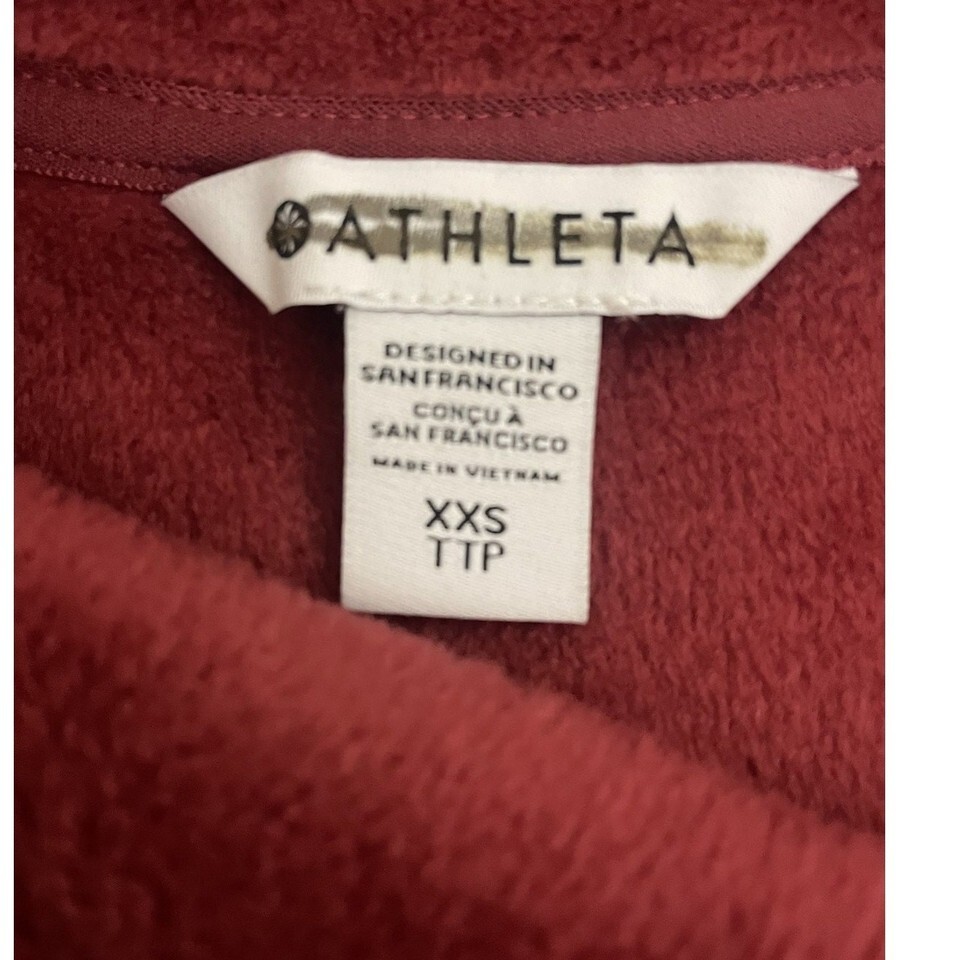 ATHLETA
DESIGNED IN
SAN FRANCISCO
CONÇU À
SAN FRANCISCO
MADE IN VIETNAM
XXS
TTP